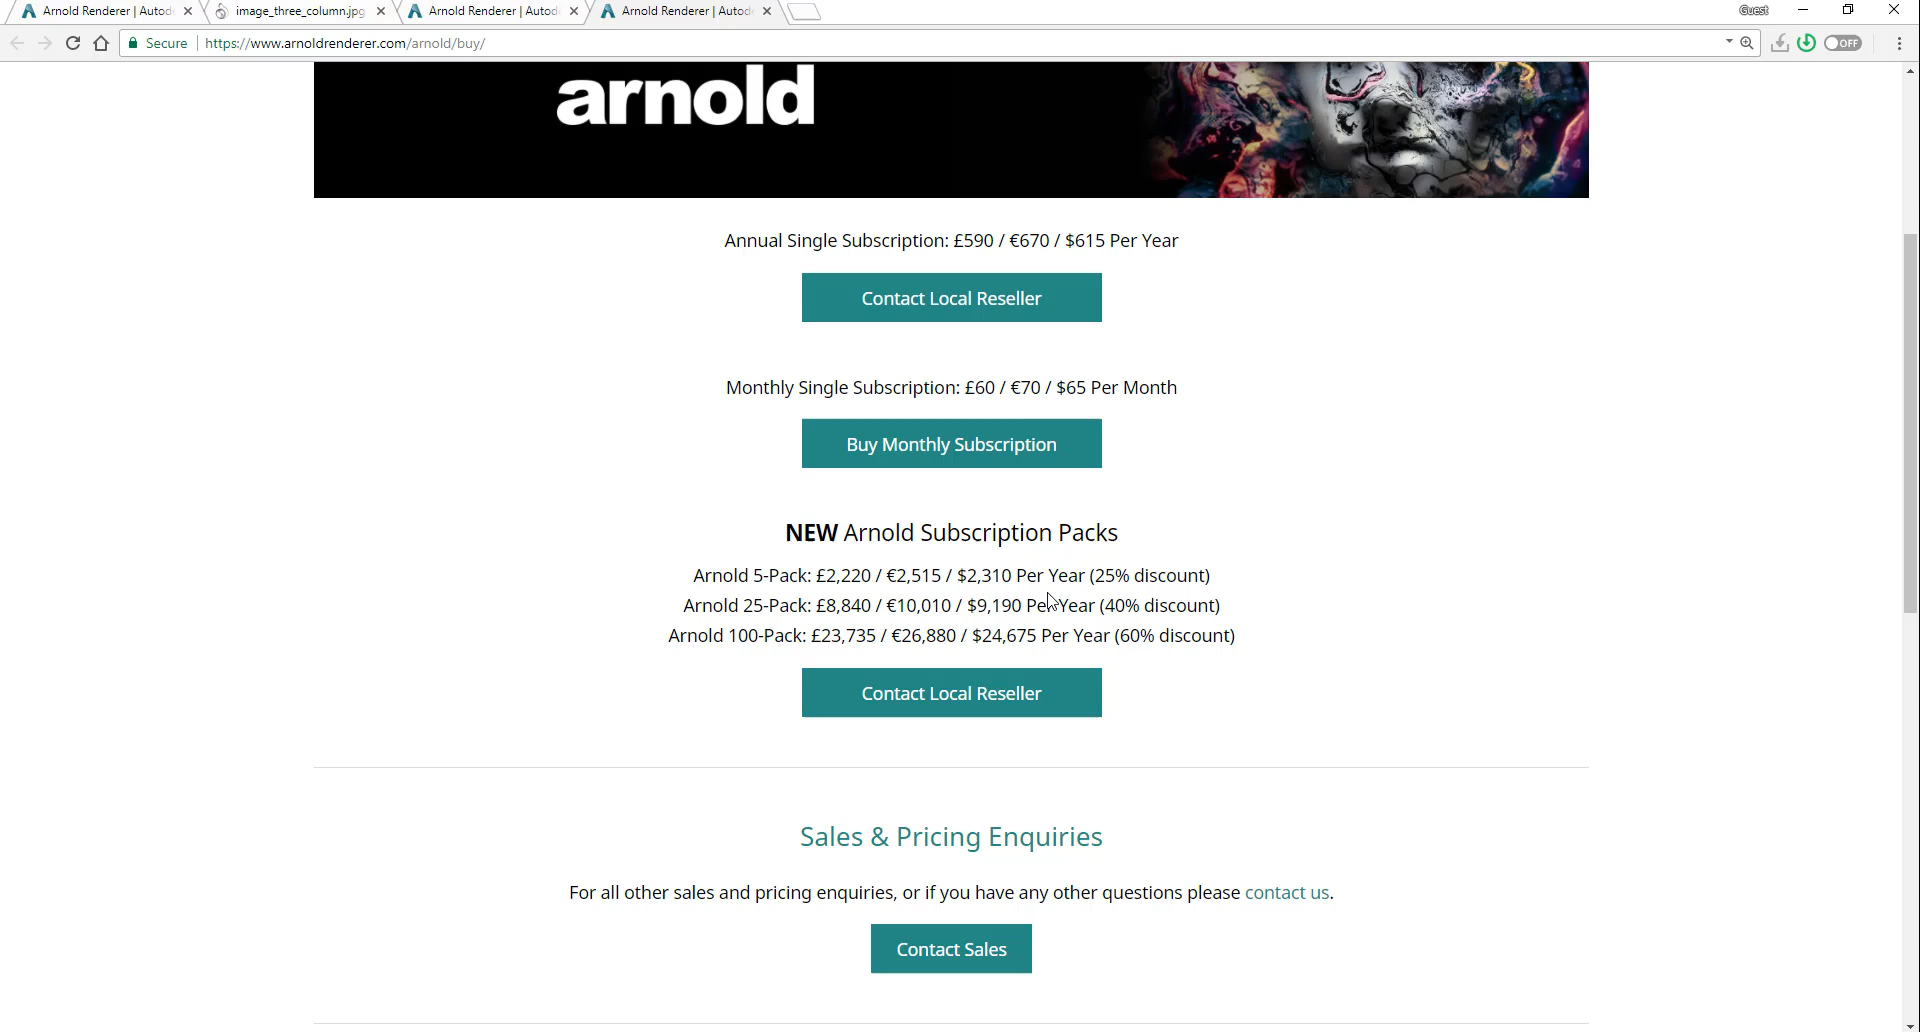 Arnold Renderer | Autod
image_three_column.jpg
Arnold Renderer | Autod
Arnold Renderer | Autod
Guest
Secure
https://www.arnoldrenderer.com/arnold/buy/
OFF
arnold
Annual Single Subscription: £590 / €670 / $615 Per Year
Contact Local Reseller
Monthly Single Subscription: £60 / €70 / $65 Per Month
Buy Monthly Subscription
NEW Arnold Subscription Packs
Arnold 5-Pack: £2,220 / €2,515 / $2,310 Per Year (25% discount)
Arnold 25-Pack: £8,840 / €10,010 / $9,190 Per Year (40% discount)
Arnold 100-Pack: £23,735 / €26,880 / $24,675 Per Year (60% discount)
Contact Local Reseller
Sales & Pricing Enquiries
For all other sales and pricing enquiries, or if you have any other questions please contact us.
Contact Sales